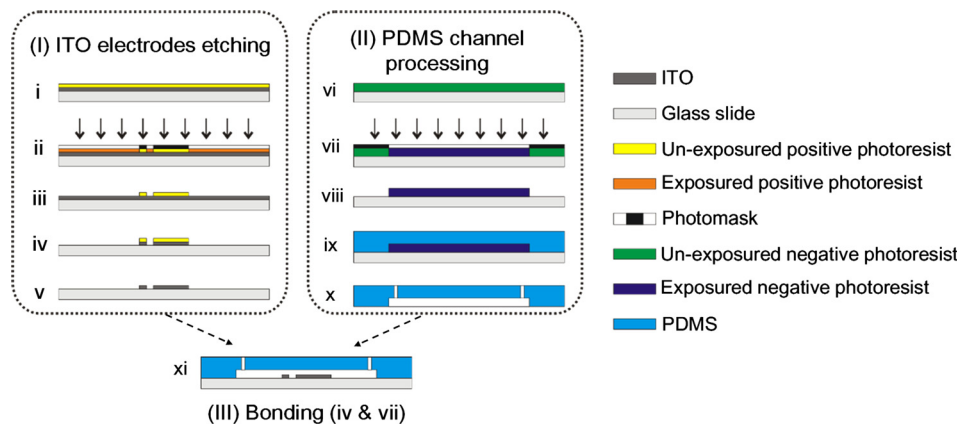 (I) ITO electrodes etching
i
ii
iii
iv
v
(II) PDMS channel
processing
vi
vii
viii
ix
x
xi
(III) Bonding (iv & vii)
ITO
Glass slide
Un-exposured positive photoresist
Exposured positive photoresist
Photomask
Un-exposured negative photoresist
Exposured negative photoresist
PDMS